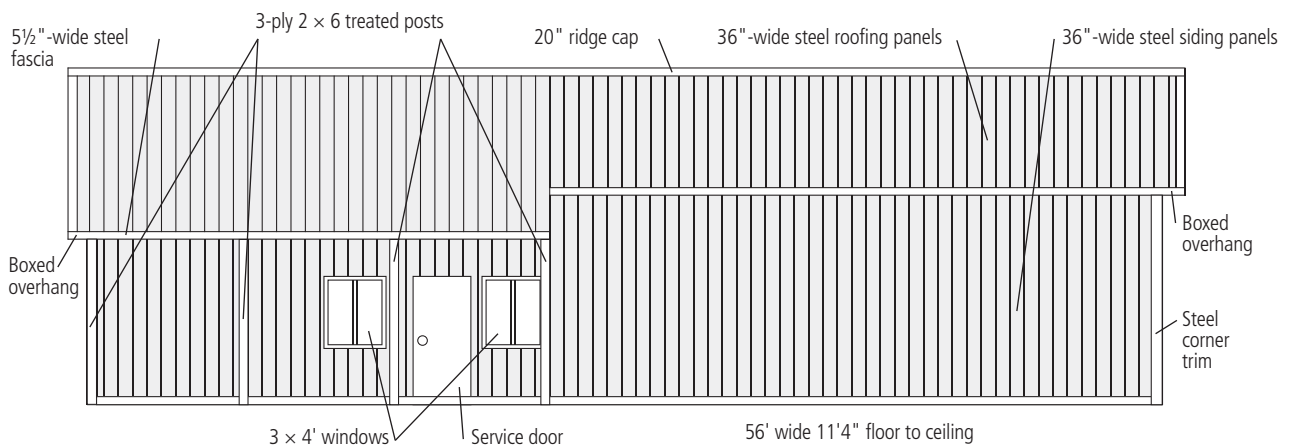 3-ply 2 × 6 treated posts
5½"-wide steel
fascia
20" ridge cap
36"-wide steel roofing panels
36"-wide steel siding panels
Boxed
overhang
Boxed
overhang
Steel
corner
trim
3 × 4' windows
Service door
56' wide 11'4" floor to ceiling